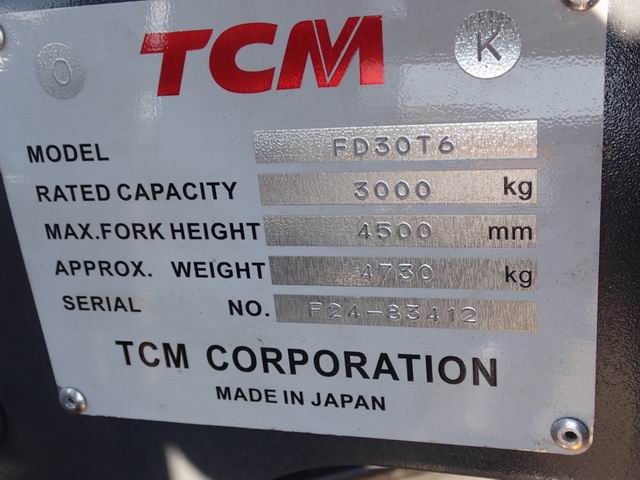 O TCM K
MODEL FD30T6
RATED CAPACITY 3000 kg
MAX.FORK HEIGHT 4500 mm
APPROX. WEIGHT 4730 kg
SERIAL NO. F24-83412
TCM CORPORATION
MADE IN JAPAN